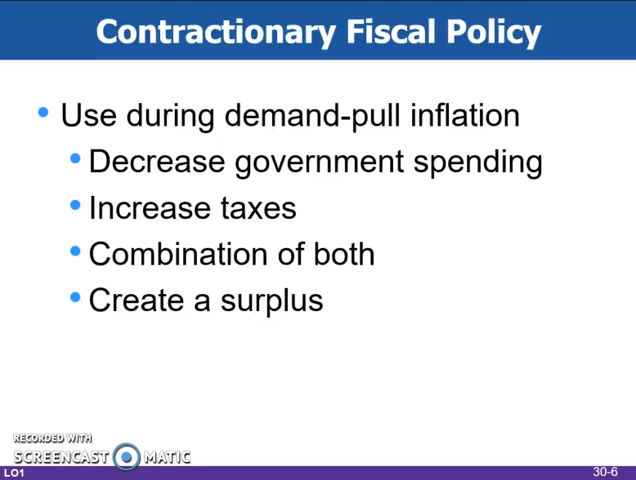 Contractionary Fiscal Policy
• Use during demand-pull inflation
• Decrease government spending
• Increase taxes
• Combination of both
• Create a surplus
RECORDED WITH
SCREENCAST MATIC
LO1
30-6